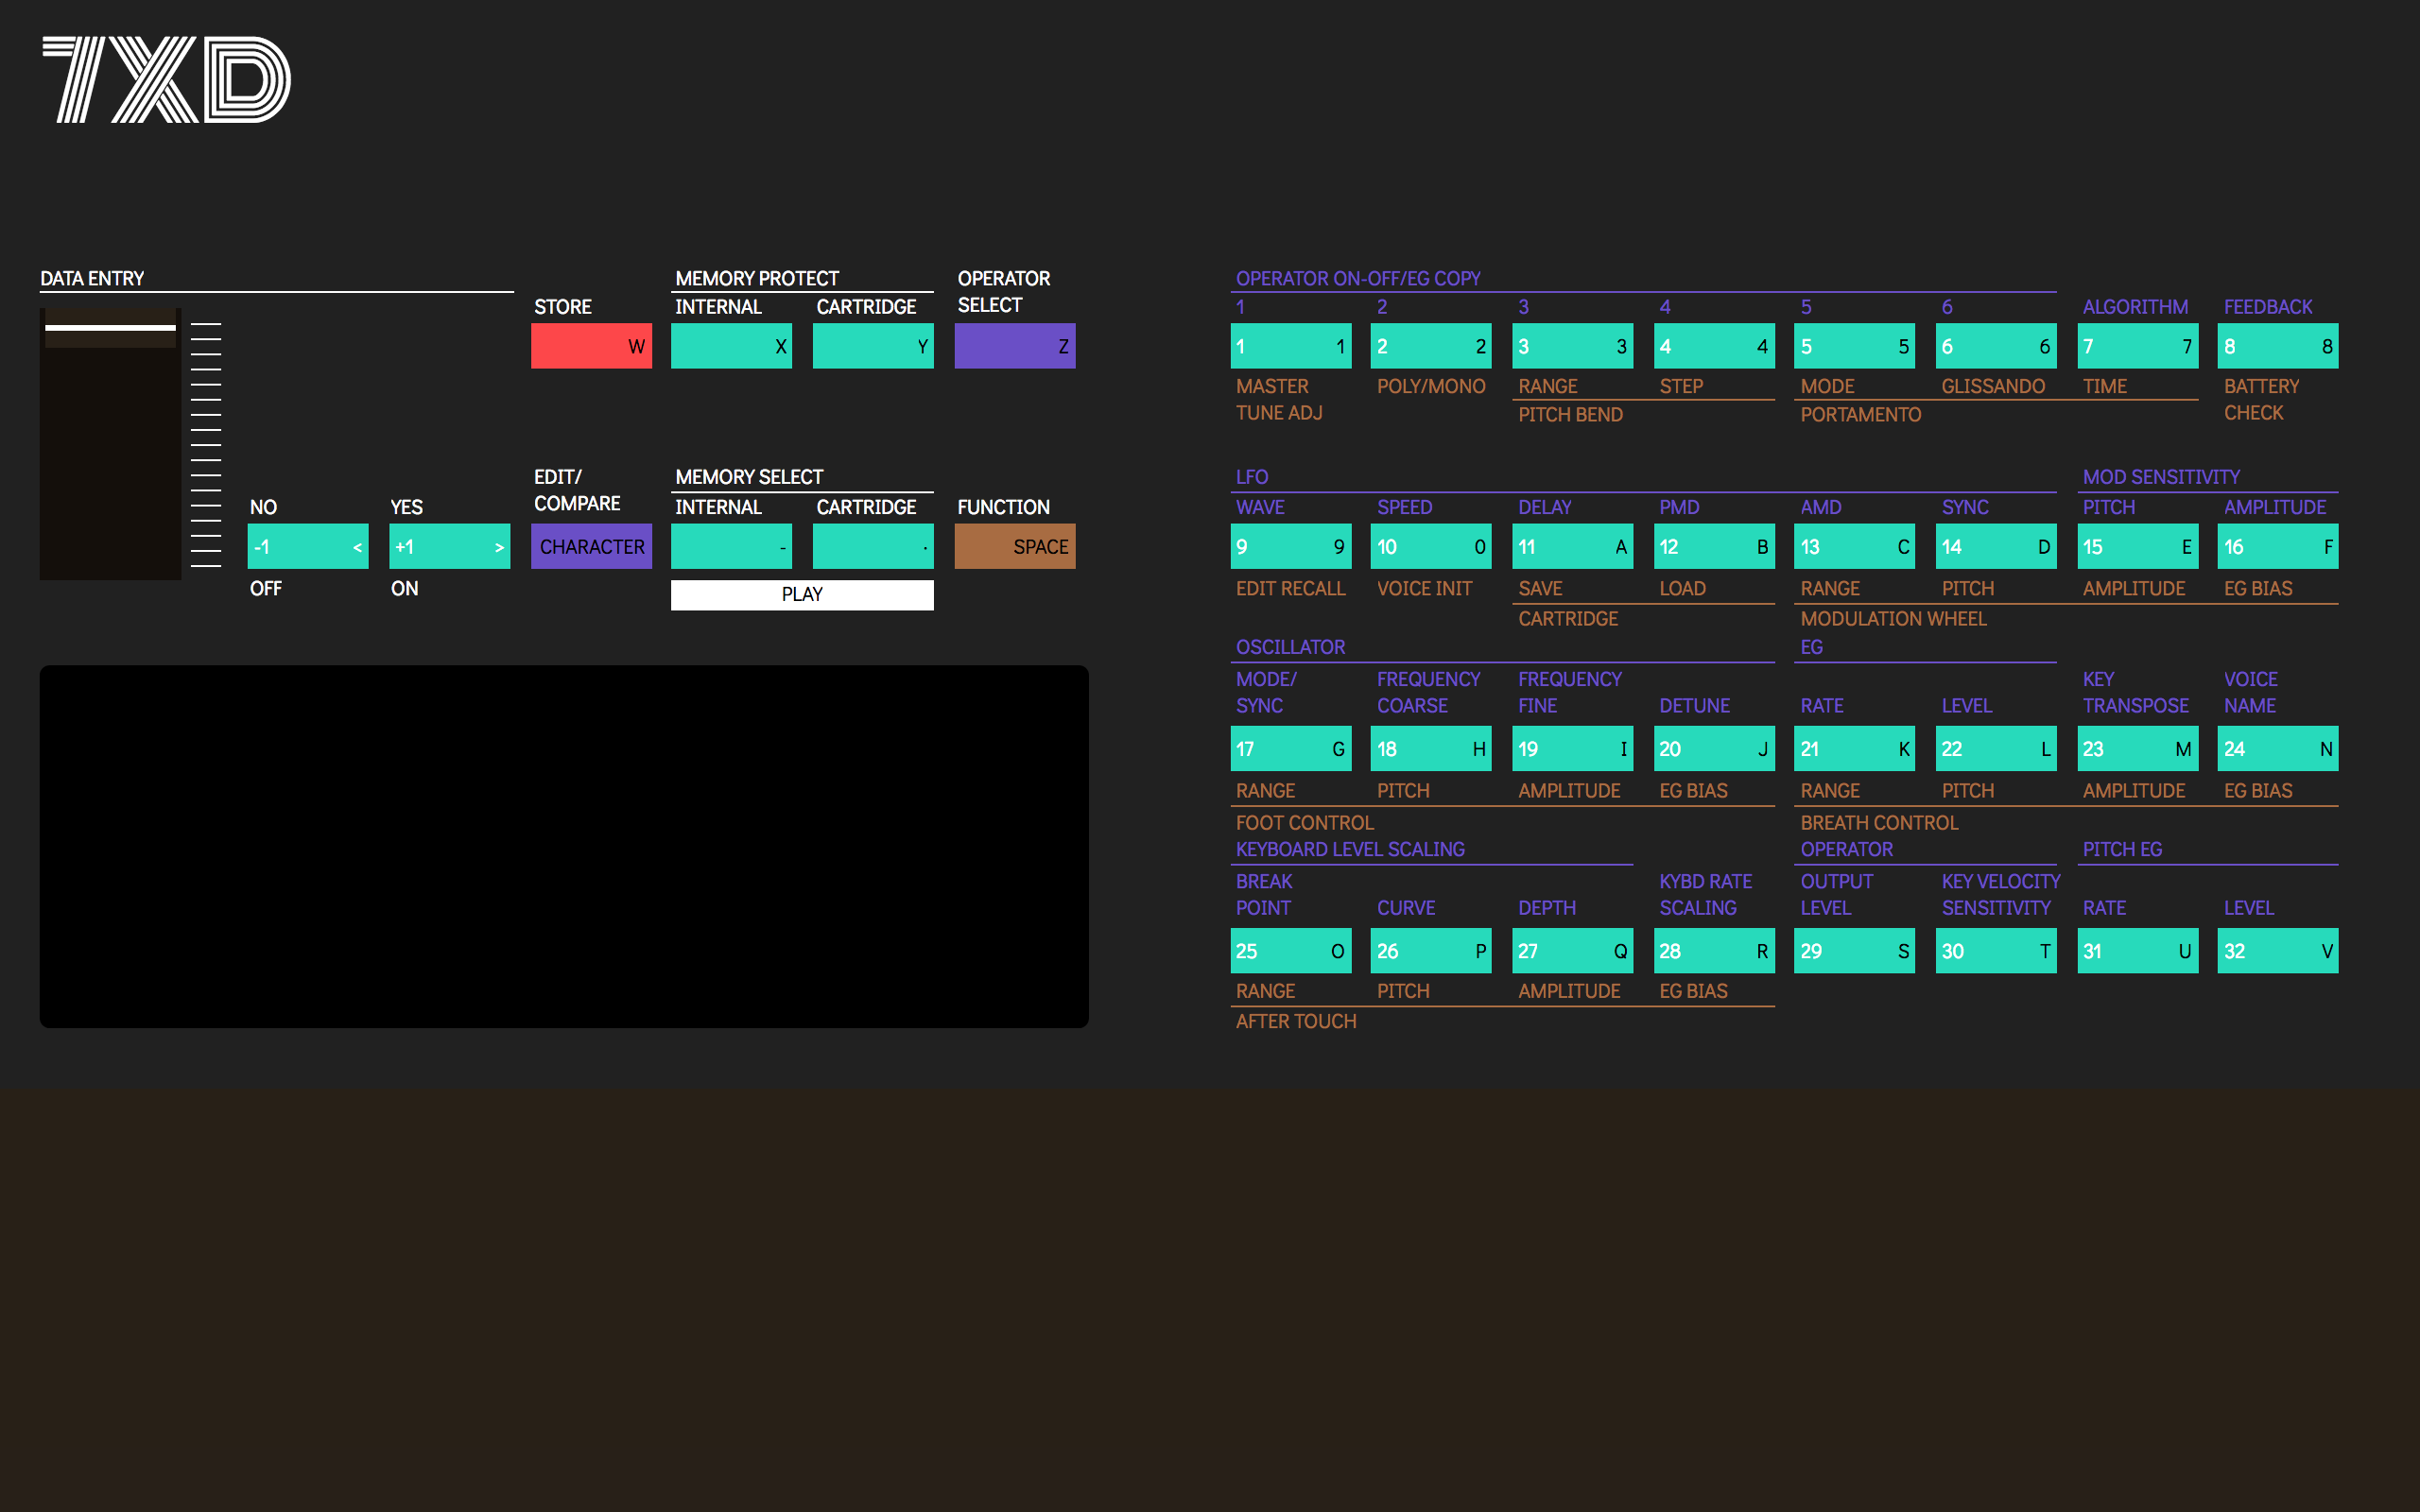 7XD
DATA ENTRY
STORE
MEMORY PROTECT
INTERNAL CARTRIDGE
OPERATOR
SELECT
W X Y Z
NO YES
EDIT/
COMPARE
MEMORY SELECT
INTERNAL CARTRIDGE
FUNCTION
-1 < +1 > CHARACTER - · SPACE
OFF ON
PLAY
OPERATOR ON-OFF/EG COPY
1 2 3 4 5 6 ALGORITHM FEEDBACK
1 1 2 2 3 3 4 4 5 5 6 6 7 7 8 8
MASTER
TUNE ADJ
POLY/MONO
RANGE STEP
PITCH BEND
MODE GLISSANDO TIME
PORTAMENTO
BATTERY
CHECK
LFO
MOD SENSITIVITY
WAVE SPEED DELAY PMD AMD SYNC PITCH AMPLITUDE
9 9 10 0 11 A 12 B 13 C 14 D 15 E 16 F
EDIT RECALL VOICE INIT SAVE LOAD RANGE PITCH AMPLITUDE EG BIAS
CARTRIDGE
MODULATION WHEEL
OSCILLATOR
EG
MODE/
SYNC
FREQUENCY
COARSE
FREQUENCY
FINE
DETUNE
RATE
LEVEL
KEY
TRANSPOSE
VOICE
NAME
17 G 18 H 19 I 20 J 21 K 22 L 23 M 24 N
RANGE PITCH AMPLITUDE EG BIAS RANGE PITCH AMPLITUDE EG BIAS
FOOT CONTROL
BREATH CONTROL
KEYBOARD LEVEL SCALING
OPERATOR
PITCH EG
BREAK
POINT
CURVE
DEPTH
KYBD RATE
SCALING
OUTPUT
LEVEL
KEY VELOCITY
SENSITIVITY
RATE
LEVEL
25 O 26 P 27 Q 28 R 29 S 30 T 31 U 32 V
RANGE PITCH AMPLITUDE EG BIAS
AFTER TOUCH